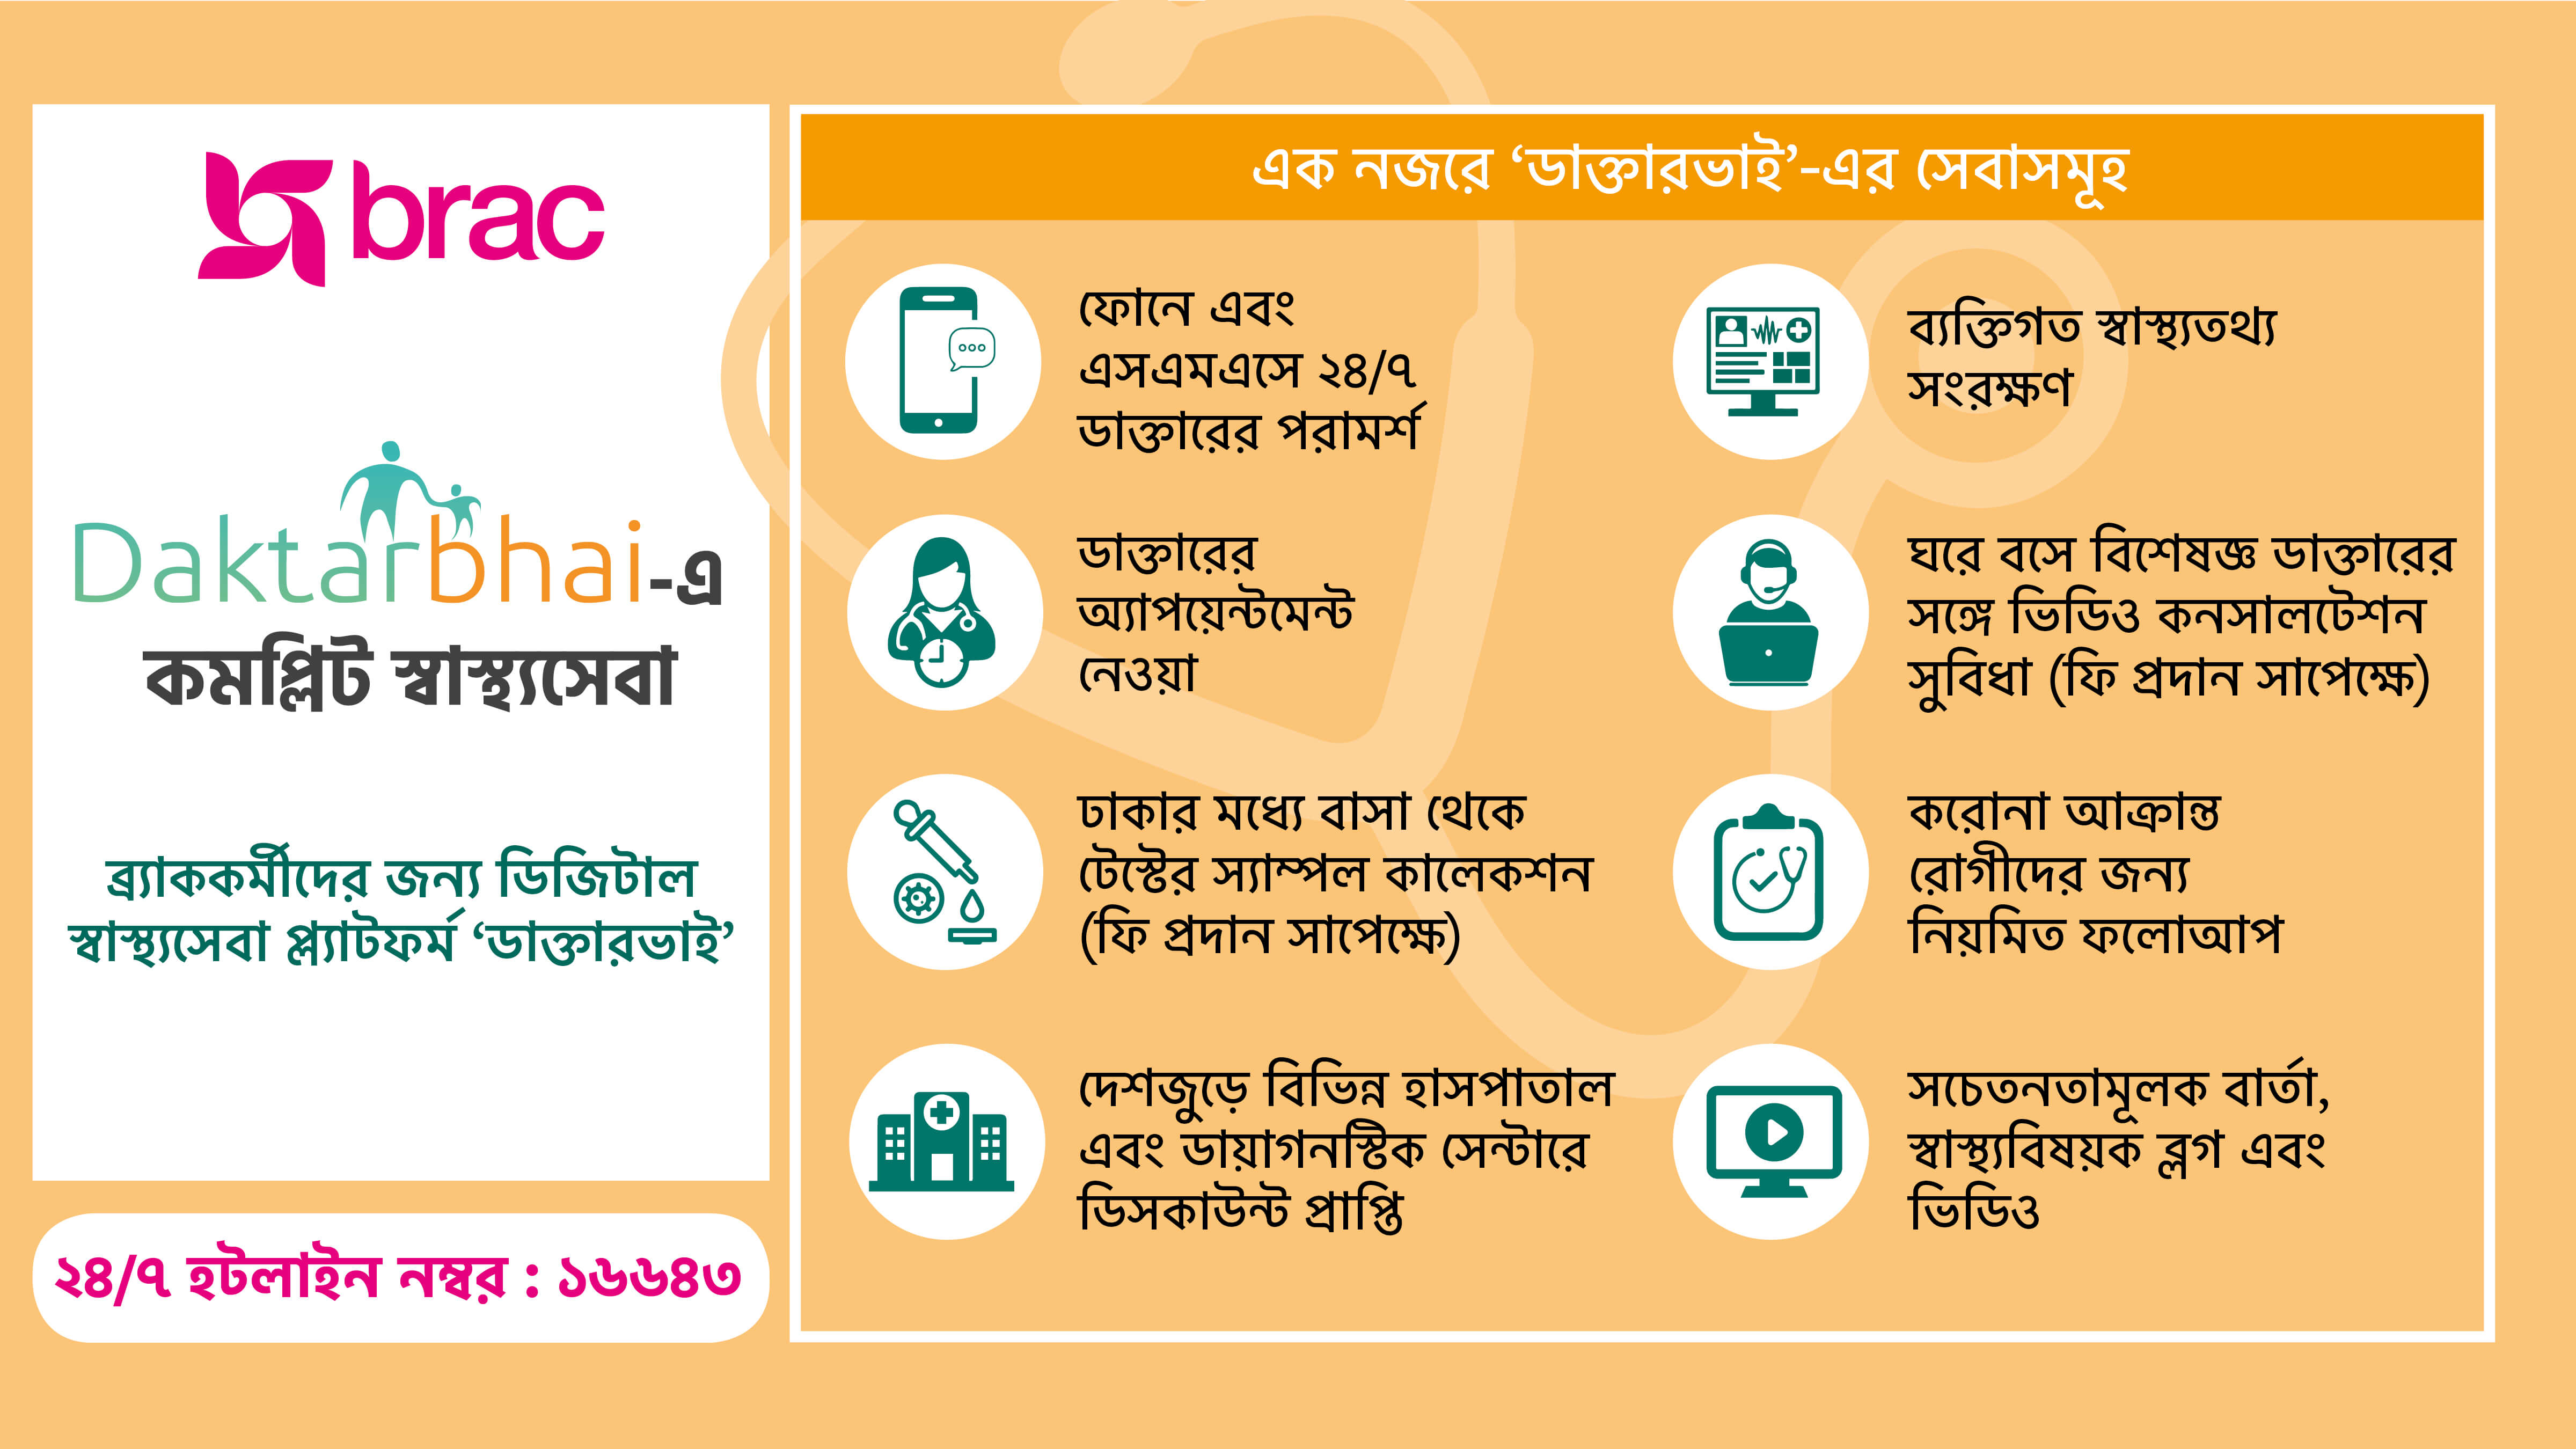 brac
Daktarbhai-এ
কমপ্লিট স্বাস্থ্যসেবা
ব্র্যাককর্মীদের জন্য ডিজিটাল
স্বাস্থ্যসেবা প্ল্যাটফর্ম ‘ডাক্তারভাই’
২৪/৭ হটলাইন নম্বর : ১৬৬৪৩
এক নজরে ‘ডাক্তারভাই’-এর সেবাসমূহ
ফোনে এবং
এসএমএসে ২৪/৭
ডাক্তারের পরামর্শ
ডাক্তারের
অ্যাপয়েন্টমেন্ট
নেওয়া
ঢাকার মধ্যে বাসা থেকে
টেস্টের স্যাম্পল কালেকশন
(ফি প্রদান সাপেক্ষে)
দেশজুড়ে বিভিন্ন হাসপাতাল
এবং ডায়াগনস্টিক সেন্টারে
ডিসকাউন্ট প্রাপ্তি
ব্যক্তিগত স্বাস্থ্যতথ্য
সংরক্ষণ
ঘরে বসে বিশেষজ্ঞ ডাক্তারের
সঙ্গে ভিডিও কনসালটেশন
সুবিধা (ফি প্রদান সাপেক্ষে)
করোনা আক্রান্ত
রোগীদের জন্য
নিয়মিত ফলোআপ
সচেতনতামূলক বার্তা,
স্বাস্থ্যবিষয়ক ব্লগ এবং
ভিডিও